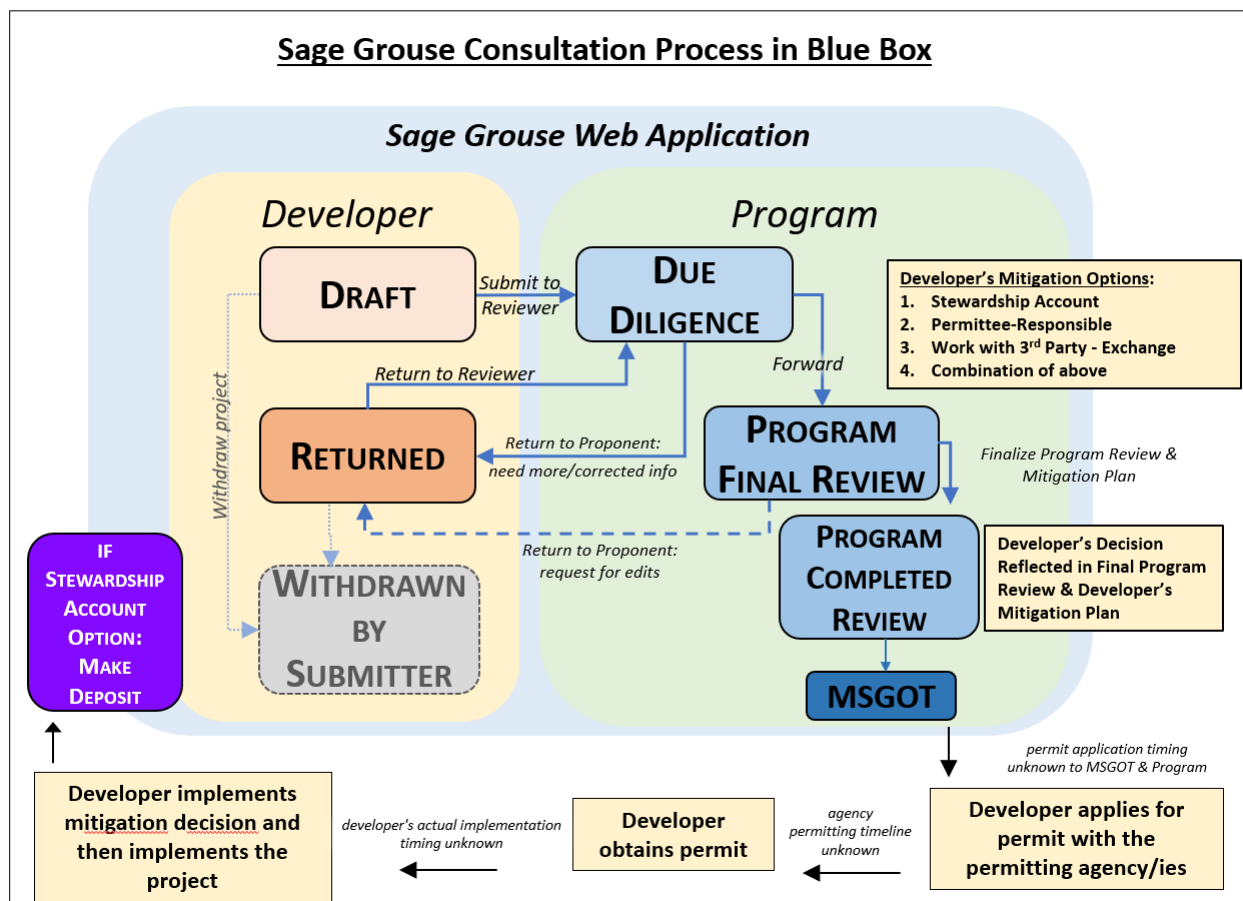 Sage Grouse Consultation Process in Blue Box
Sage Grouse Web Application
Developer
Program
DRAFT
Submit to
Reviewer
DUE
DILIGENCE
Developer's Mitigation Options:
1. Stewardship Account
2. Permittee-Responsible
3. Work with 3rd Party - Exchange
4. Combination of above
Withdraw project
Return to Reviewer
Forward
RETURNED
Return to Proponent:
need more/corrected info
PROGRAM
FINAL REVIEW
Finalize Program Review &
Mitigation Plan
Return to Proponent:
request for edits
IF
STEWARDSHIP
ACCOUNT
OPTION:
MAKE
DEPOSIT
WITHDRAWN
BY
SUBMITTER
PROGRAM
COMPLETED
REVIEW
Developer's Decision
Reflected in Final Program
Review & Developer's
Mitigation Plan
MSGOT
permit application timing
unknown to MSGOT & Program
Developer implements
mitigation decision and
then implements the
project
developer's actual implementation
timing unknown
Developer
obtains permit
agency
permitting timeline
unknown
Developer applies for
permit with the
permitting agency/ies